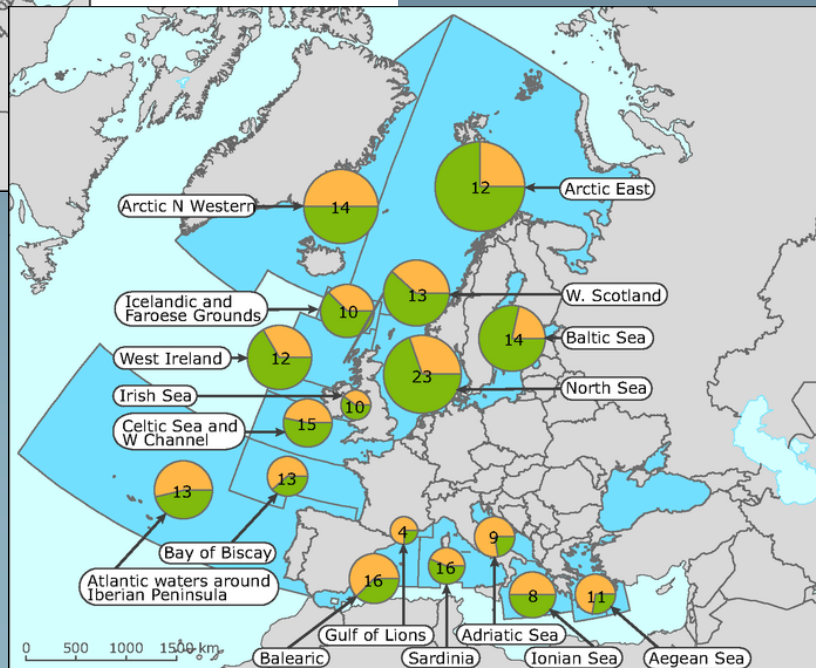 Arctic N Western
14
12
Arctic East
Icelandic and
Faroese Grounds
10
13
W. Scotland
West Ireland
12
14
Baltic Sea
Irish Sea
10
23
North Sea
Celtic Sea and
W Channel
15
13
13
Bay of Biscay
Atlantic waters around
Iberian Peninsula
4
9
16
16
8
11
Gulf of Lions
Adriatic Sea
Balearic
Sardinia
Ionian Sea
Aegean Sea
0 500 1000 1500 km